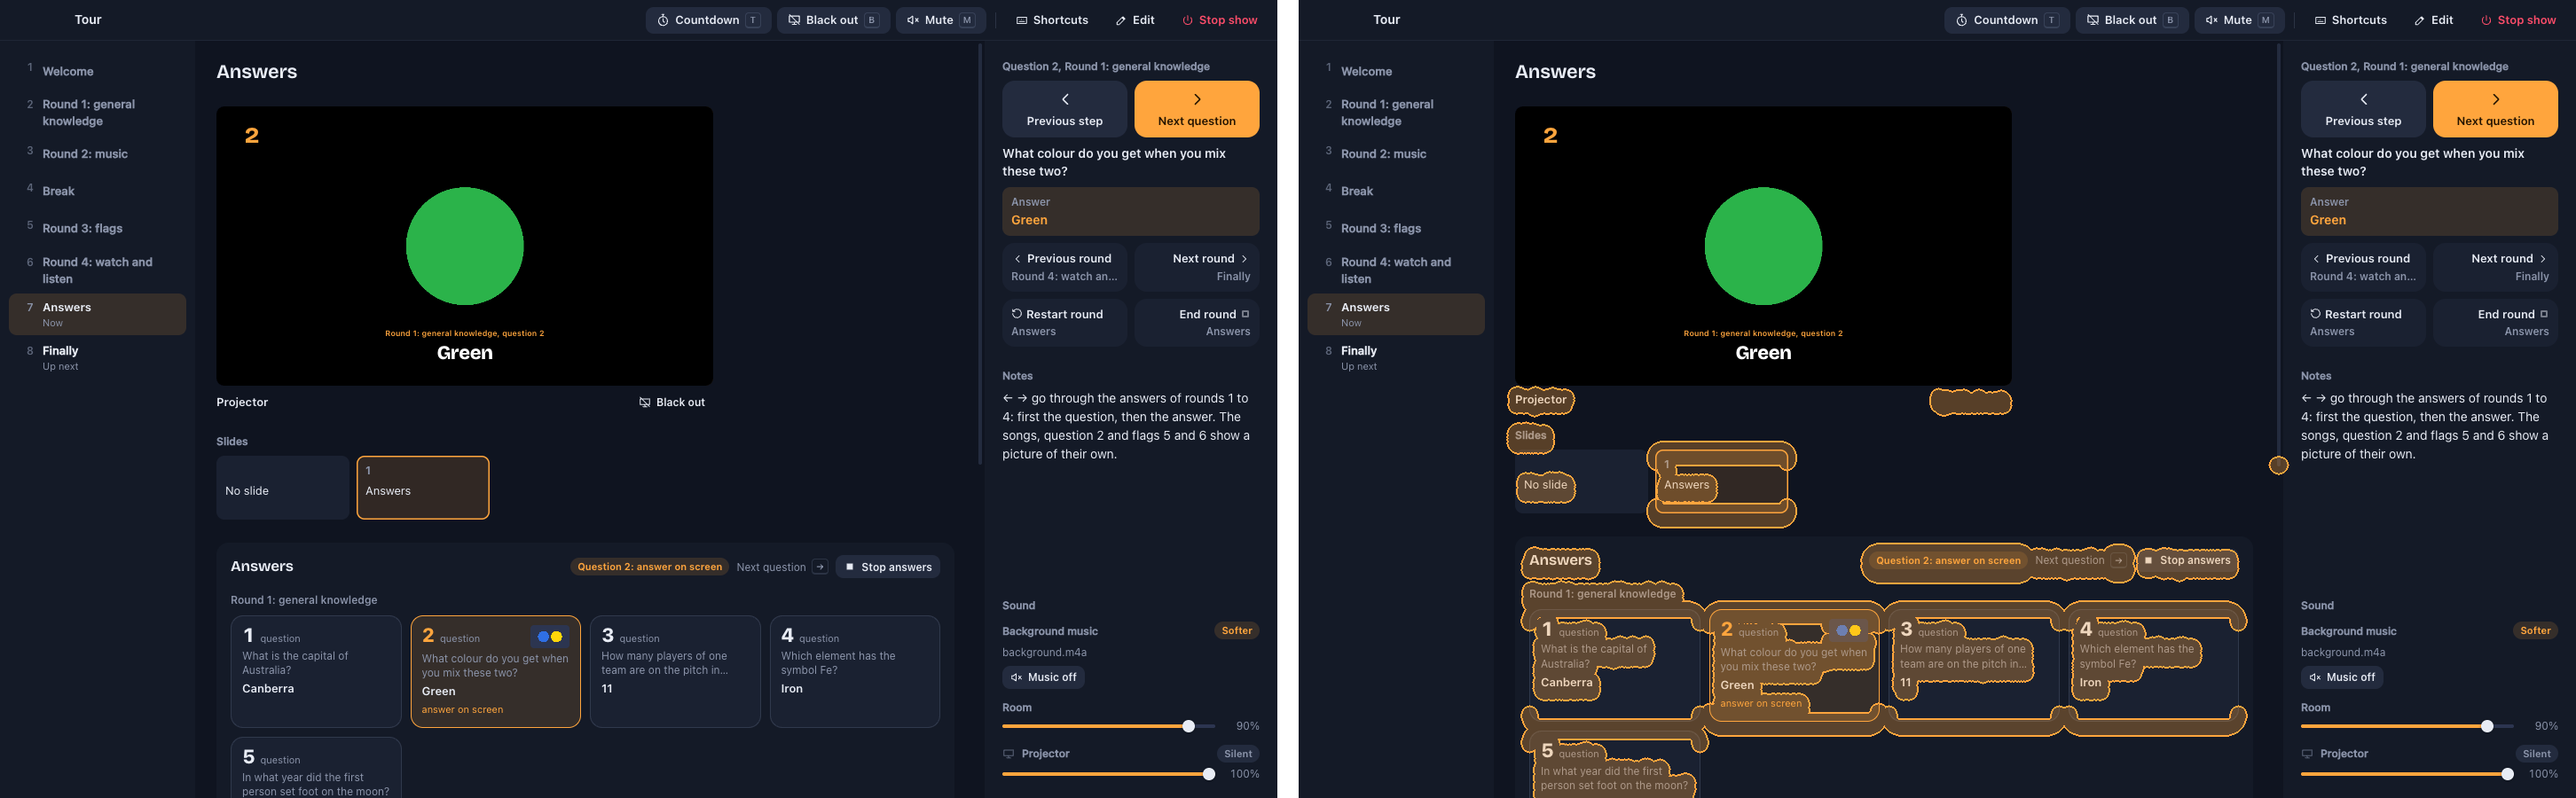 Tour
Countdown T
Black out B
Mute M
Shortcuts
Edit
Stop show
1 Welcome
2 Round 1: general
knowledge
3 Round 2: music
4 Break
5 Round 3: flags
6 Round 4: watch and
listen
7 Answers
Now
8 Finally
Up next
Answers
2
Round 1: general knowledge, question 2
Green
Projector
Black out
Slides
No slide
1
Answers
Answers
Question 2: answer on screen
Next question →
Stop answers
Round 1: general knowledge
1 question
What is the capital of
Australia?
Canberra
2 question
What colour do you get when
you mix these two?
Green
answer on screen
3 question
How many players of one
team are on the pitch in...
11
4 question
Which element has the
symbol Fe?
Iron
5 question
In what year did the first
person set foot on the moon?
Question 2, Round 1: general knowledge
Previous step
Next question
What colour do you get when you mix
these two?
Answer
Green
Previous round
Round 4: watch an...
Next round
Finally
Restart round
Answers
End round
Answers
Notes
← → go through the answers of rounds 1 to
4: first the question, then the answer. The
songs, question 2 and flags 5 and 6 show a
picture of their own.
Sound
Background music
Softer
background.m4a
Music off
Room
90%
Projector
Silent
100%
Tour
Countdown T
Black out B
Mute M
Shortcuts
Edit
Stop show
1 Welcome
2 Round 1: general
knowledge
3 Round 2: music
4 Break
5 Round 3: flags
6 Round 4: watch and
listen
7 Answers
Now
8 Finally
Up next
Answers
2
Round 1: general knowledge, question 2
Green
Projector
Slides
No slide
1
Answers
Answers
Question 2: answer on screen
Next question →
Stop answers
Round 1: general knowledge
1 question
What is the capital of
Australia?
Canberra
2 question
What colour do you get when
you mix these two?
Green
answer on screen
3 question
How many players of one
team are on the pitch in...
11
4 question
Which element has the
symbol Fe?
Iron
5 question
In what year did the first
person set foot on the moon?
Question 2, Round 1: general knowledge
Previous step
Next question
What colour do you get when you mix
these two?
Answer
Green
Previous round
Round 4: watch an...
Next round
Finally
Restart round
Answers
End round
Answers
Notes
← → go through the answers of rounds 1 to
4: first the question, then the answer. The
songs, question 2 and flags 5 and 6 show a
picture of their own.
Sound
Background music
Softer
background.m4a
Music off
Room
90%
Projector
Silent
100%